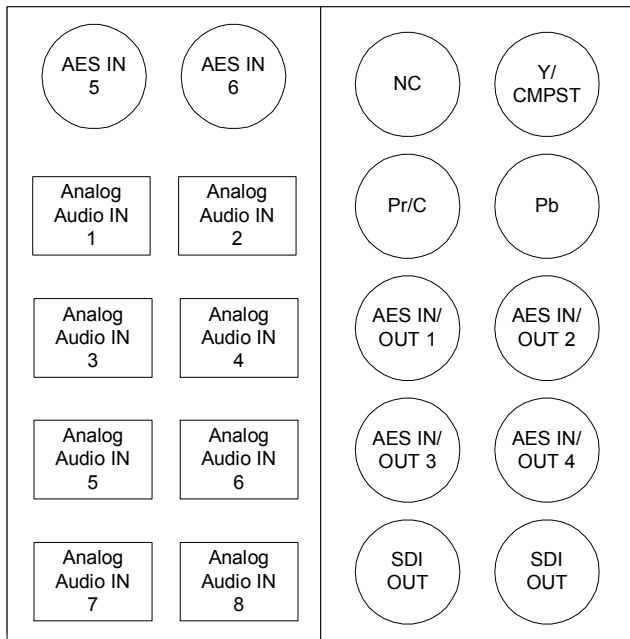 AES IN
5
AES IN
6
Analog
Audio IN
1
Analog
Audio IN
2
Analog
Audio IN
3
Analog
Audio IN
4
Analog
Audio IN
5
Analog
Audio IN
6
Analog
Audio IN
7
Analog
Audio IN
8
NC
Y/
CMPST
Pr/C
Pb
AES IN/
OUT 1
AES IN/
OUT 2
AES IN/
OUT 3
AES IN/
OUT 4
SDI
OUT
SDI
OUT